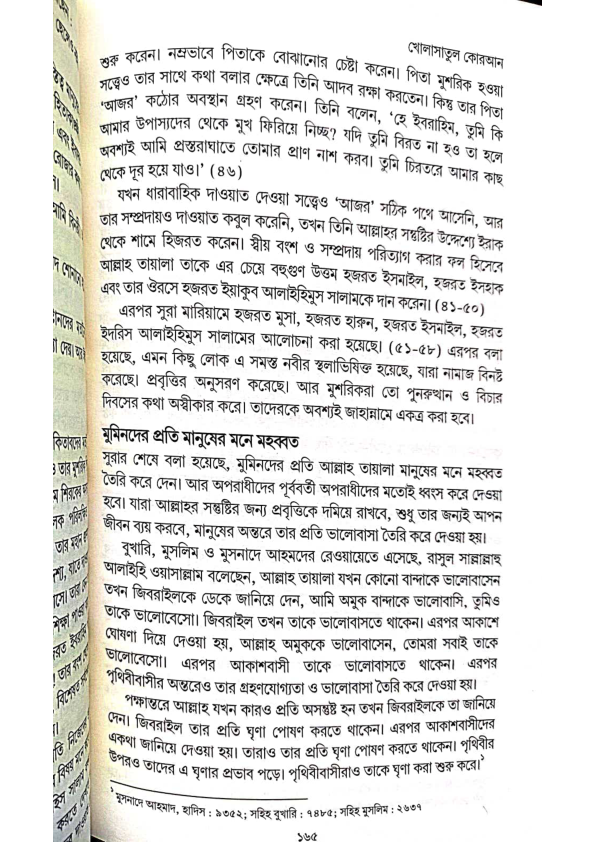 খোলাসাতুল কোরআন
শুরু করেন। নম্রভাবে পিতাকে বোঝানোর চেষ্টা করেন। পিতা মুশরিক হওয়া
সত্ত্বেও তার সাথে কথা বলার ক্ষেত্রে তিনি আদব রক্ষা করতেন। কিন্তু তার পিতা
‘আজর’ কঠোর অবস্থান গ্রহণ করেন। তিনি বলেন, ‘হে ইবরাহিম, তুমি কি
আমার উপাস্যদের থেকে মুখ ফিরিয়ে নিচ্ছ? যদি তুমি বিরত না হও তা হলে
অবশ্যই আমি প্রস্তরাঘাতে তোমার প্রাণ নাশ করব। তুমি চিরতরে আমার কাছ
থেকে দূর হয়ে যাও।’ (৪৬)
যখন ধারাবাহিক দাওয়াত দেওয়া সত্ত্বেও ‘আজর’ সঠিক পথে আসেনি, আর
তার সম্প্রদায়ও দাওয়াত কবুল করেনি, তখন তিনি আল্লাহর সন্তুষ্টির উদ্দেশ্যে ইরাক
থেকে শামে হিজরত করেন। স্বীয় বংশ ও সম্প্রদায় পরিত্যাগ করার ফল হিসেবে
আল্লাহ তায়ালা তাকে এর চেয়ে বহুগুণ উত্তম হজরত ইসমাইল, হজরত ইসহাক
এবং তার ঔরসে হজরত ইয়াকুব আলাইহিমুস সালামকে দান করেন। (৪১-৫০)
এরপর সুরা মারিয়ামে হজরত মুসা, হজরত হারুন, হজরত ইসমাইল, হজরত
ইদরিস আলাইহিমুস সালামের আলোচনা করা হয়েছে। (৫১-৫৮) এরপর বলা
হয়েছে, এমন কিছু লোক এ সমস্ত নবীর স্থলাভিষিক্ত হয়েছে, যারা নামাজ বিনষ্ট
করেছে। প্রবৃত্তির অনুসরণ করেছে। আর মুশরিকরা তো পুনরুত্থান ও বিচার
দিবসের কথা অস্বীকার করে। তাদেরকে অবশ্যই জাহান্নামে একত্র করা হবে।
মুমিনদের প্রতি মানুষের মনে মহব্বত
সুরার শেষে বলা হয়েছে, মুমিনদের প্রতি আল্লাহ তায়ালা মানুষের মনে মহব্বত
তৈরি করে দেন। আর অপরাধীদের পূর্ববর্তী অপরাধীদের মতোই ধ্বংস করে দেওয়া
হবে। যারা আল্লাহর সন্তুষ্টির জন্য প্রবৃত্তিকে দমিয়ে রাখবে, শুধু তার জন্যই আপন
জীবন ব্যয় করবে, মানুষের অন্তরে তার প্রতি ভালোবাসা তৈরি করে দেওয়া হয়।
বুখারি, মুসলিম ও মুসনাদে আহমদের রেওয়ায়েতে এসেছে, রাসুল সাল্লাল্লাহু
আলাইহি ওয়াসাল্লাম বলেছেন, আল্লাহ তায়ালা যখন কোনো বান্দাকে ভালোবাসেন
তখন জিবরাইলকে ডেকে জানিয়ে দেন, আমি অমুক বান্দাকে ভালোবাসি, তুমিও
তাকে ভালোবেসো। জিবরাইল তখন তাকে ভালোবাসতে থাকেন। এরপর আকাশে
ঘোষণা দিয়ে দেওয়া হয়, আল্লাহ অমুককে ভালোবাসেন, তোমরা সবাই তাকে
ভালোবেসো। এরপর আকাশবাসী তাকে ভালোবাসতে থাকেন। এরপর
পৃথিবীবাসীর অন্তরেও তার গ্রহণযোগ্যতা ও ভালোবাসা তৈরি করে দেওয়া হয়।
পক্ষান্তরে আল্লাহ যখন কারও প্রতি অসন্তুষ্ট হন তখন জিবরাইলকে তা জানিয়ে
দেন। জিবরাইল তার প্রতি ঘৃণা পোষণ করতে থাকেন। এরপর আকাশবাসীদের
একথা জানিয়ে দেওয়া হয়। তারাও তার প্রতি ঘৃণা পোষণ করতে থাকে। পৃথিবীর
উপরও তাদের এ ঘৃণার প্রভাব পড়ে। পৃথিবীবাসীরাও তাকে ঘৃণা করা শুরু করে।¹
¹ মুসনাদে আহমাদ, হাদিস : ৯৩৫২; সহিহ বুখারি : ৭৪৮৫; সহিহ মুসলিম : ২৬৩৭
১৬৫